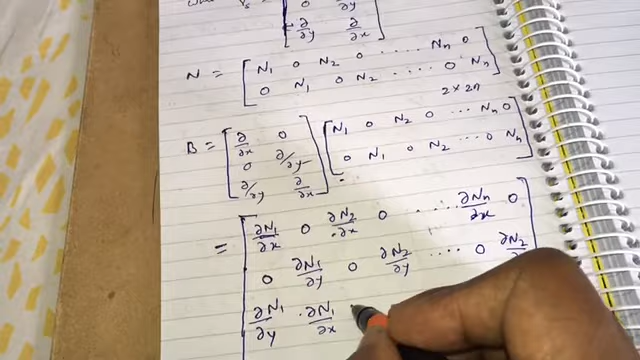 0 ∂/∂y
∂/∂y ∂/∂x
N = [ N₁ 0 N₂ 0 ..... Nₙ 0
0 N₁ 0 N₂ ..... 0 Nₙ ]
2 x 2n
B = [ ∂/∂x 0
0 ∂/∂y
∂/∂y ∂/∂x ] [ N₁ 0 N₂ 0 ... Nₙ 0
0 N₁ 0 N₂ ... 0 Nₙ ]
= [ ∂N₁/∂x 0 ∂N₂/∂x 0 ..... ∂Nₙ/∂x 0
0 ∂N₁/∂y 0 ∂N₂/∂y .... 0 ∂N₂/
∂N₁/∂y ∂N₁/∂x